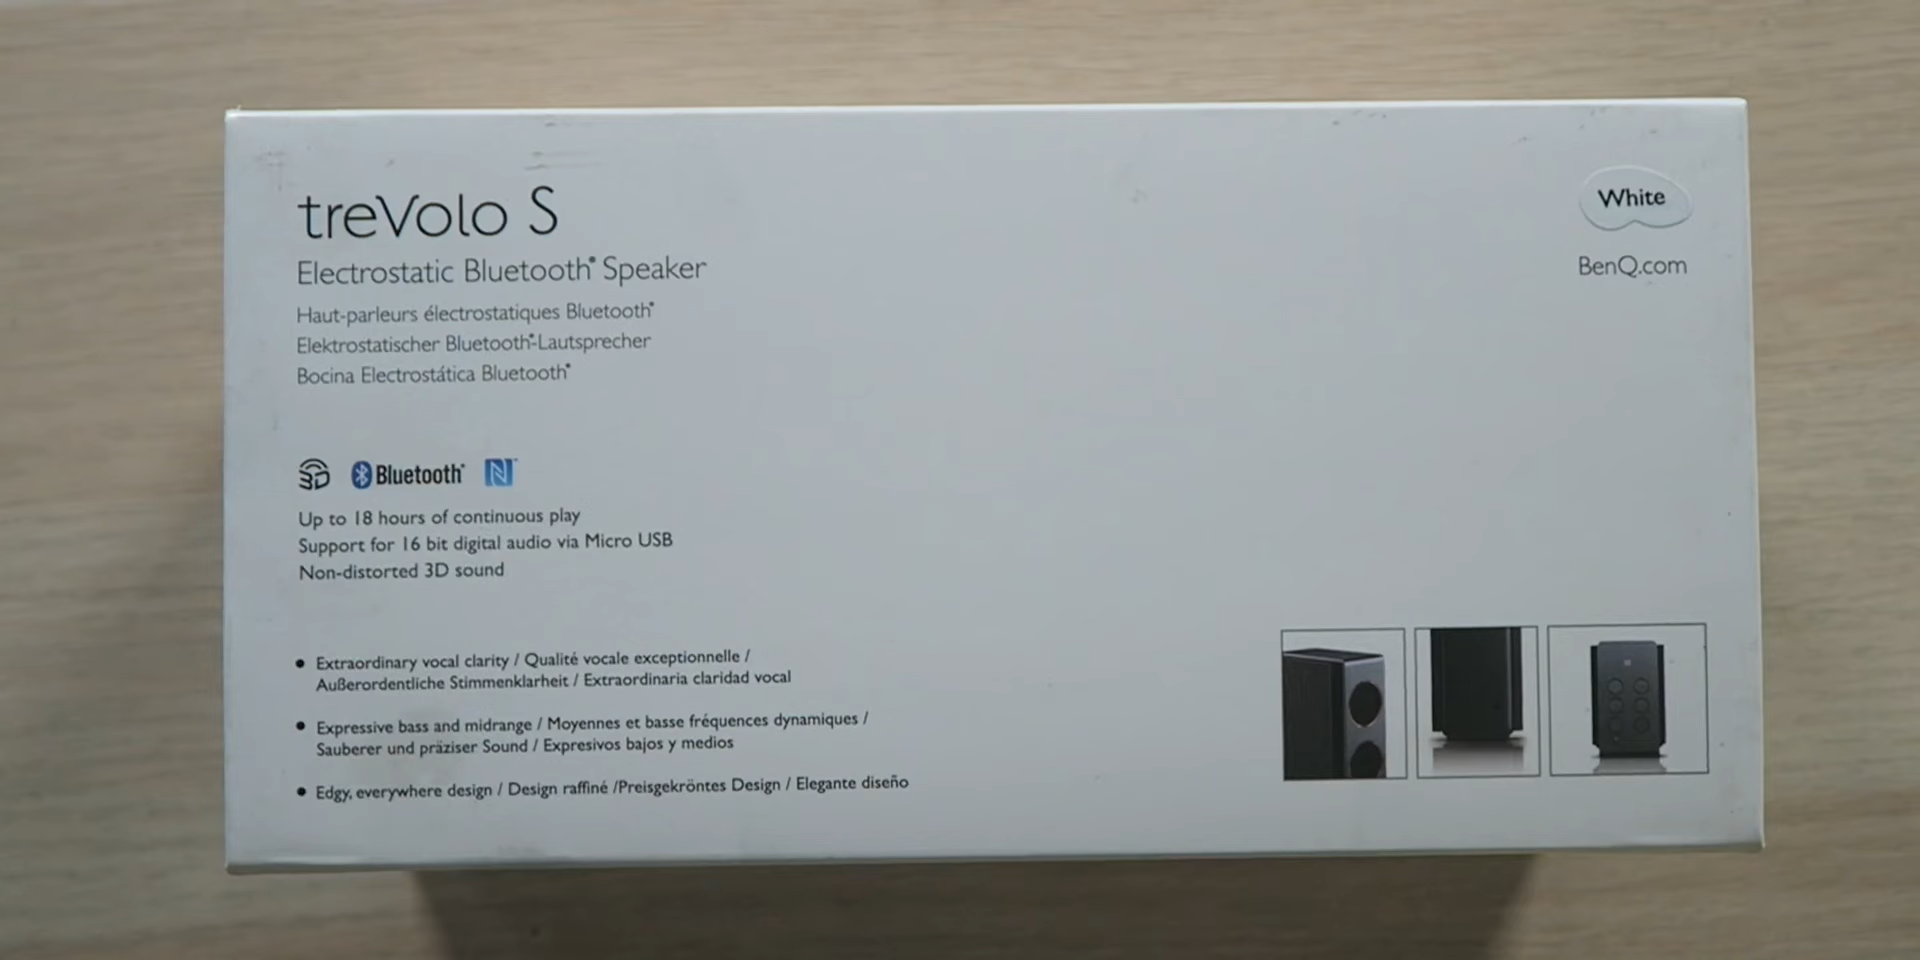 treVolo S
White
Electrostatic Bluetooth® Speaker
BenQ.com
Haut-parleurs électrostatiques Bluetooth®
Elektrostatischer Bluetooth®-Lautsprecher
Bocina Electrostática Bluetooth®
3D Bluetooth® N
Up to 18 hours of continuous play
Support for 16 bit digital audio via Micro USB
Non-distorted 3D sound
● Extraordinary vocal clarity / Qualité vocale exceptionnelle /
Außerordentliche Stimmenklarheit / Extraordinaria claridad vocal
● Expressive bass and midrange / Moyennes et basse fréquences dynamiques /
Sauberer und präziser Sound / Expresivos bajos y medios
● Edgy, everywhere design / Design raffiné /Preisgekröntes Design / Elegante diseño